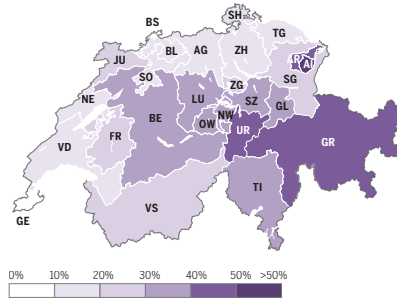 SH
BS
TG
JU
BL
AG
ZH
AR
AI
SO
ZG
SG
NE
LU
SZ
GL
BE
NW
OW
UR
FR
VD
GR
TI
VS
GE
0% 10% 20% 30% 40% 50% >50%